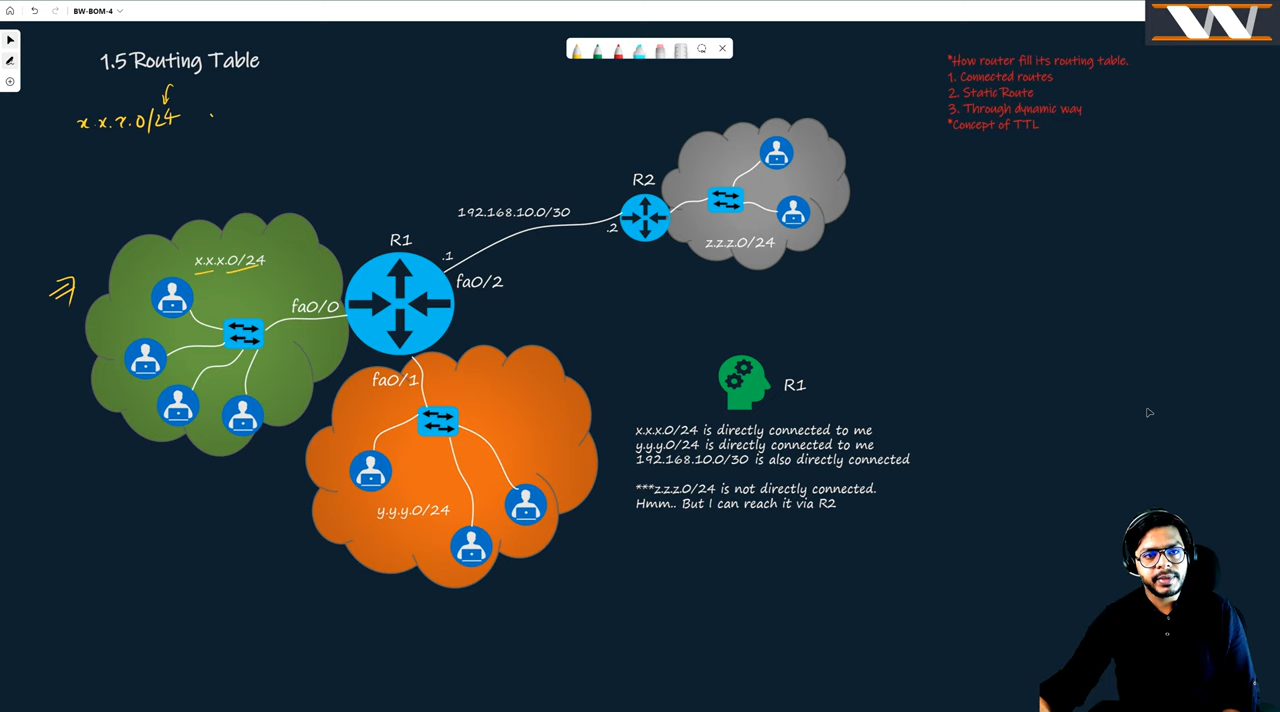 BW-BOM-4
W
1.5 Routing Table
x.x.x.0/24
*How router fill its routing table.
1. Connected routes
2. Static Route
3. Through dynamic way
*Concept of TTL
R2
192.168.10.0/30
.2
z.z.z.0/24
R1
.1
fa0/2
x.x.x.0/24
fa0/0
fa0/1
y.y.y.0/24
R1
x.x.x.0/24 is directly connected to me
y.y.y.0/24 is directly connected to me
192.168.10.0/30 is also directly connected
***z.z.z.0/24 is not directly connected.
Hmm.. But I can reach it via R2